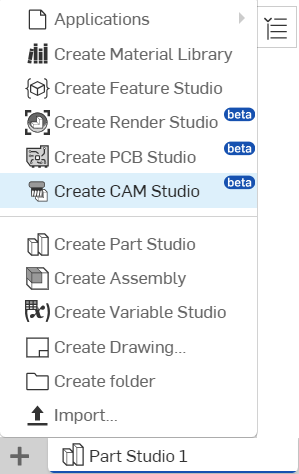 Applications
Create Material Library
Create Feature Studio
Create Render Studio beta
Create PCB Studio beta
Create CAM Studio beta
Create Part Studio
Create Assembly
(x) Create Variable Studio
Create Drawing...
Create folder
Import...
Part Studio 1